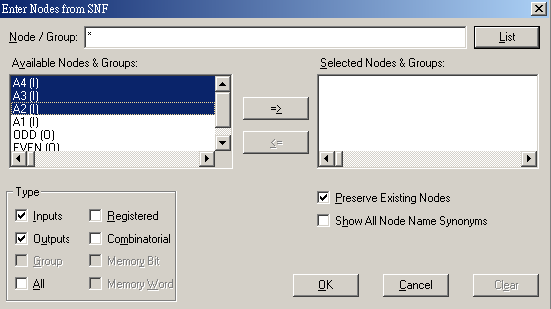 Enter Nodes from SNF
Node / Group: * List
Available Nodes & Groups: Selected Nodes & Groups:
A4 (I)
A3 (I)
A2 (I)
A1 (I)
ODD (O)
EVEN (O)
=>
<=
Type
Inputs Registered
Outputs Combinatorial
Group Memory Bit
All Memory Word
Preserve Existing Nodes
Show All Node Name Synonyms
OK Cancel Clear